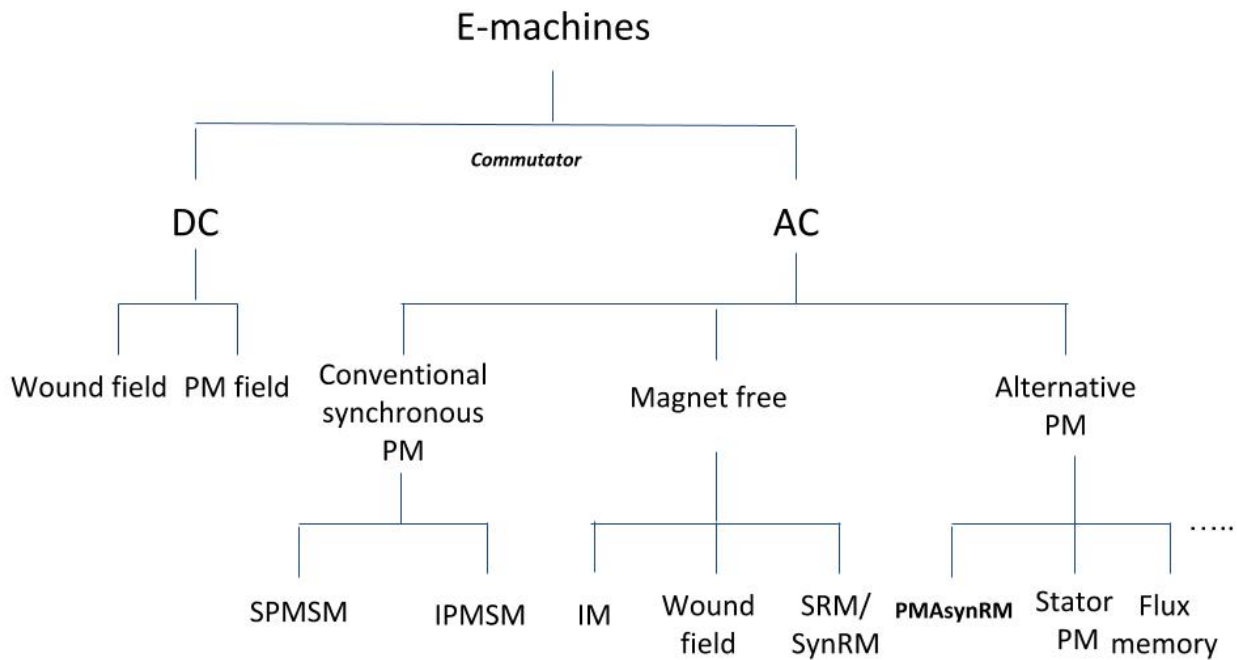 E-machines
Commutator
DC
AC
Wound field
PM field
Conventional
synchronous
PM
Magnet free
Alternative
PM
SPMSM
IPMSM
IM
Wound
field
SRM/
SynRM
PMAsynRM
Stator
PM
Flux
memory
.....